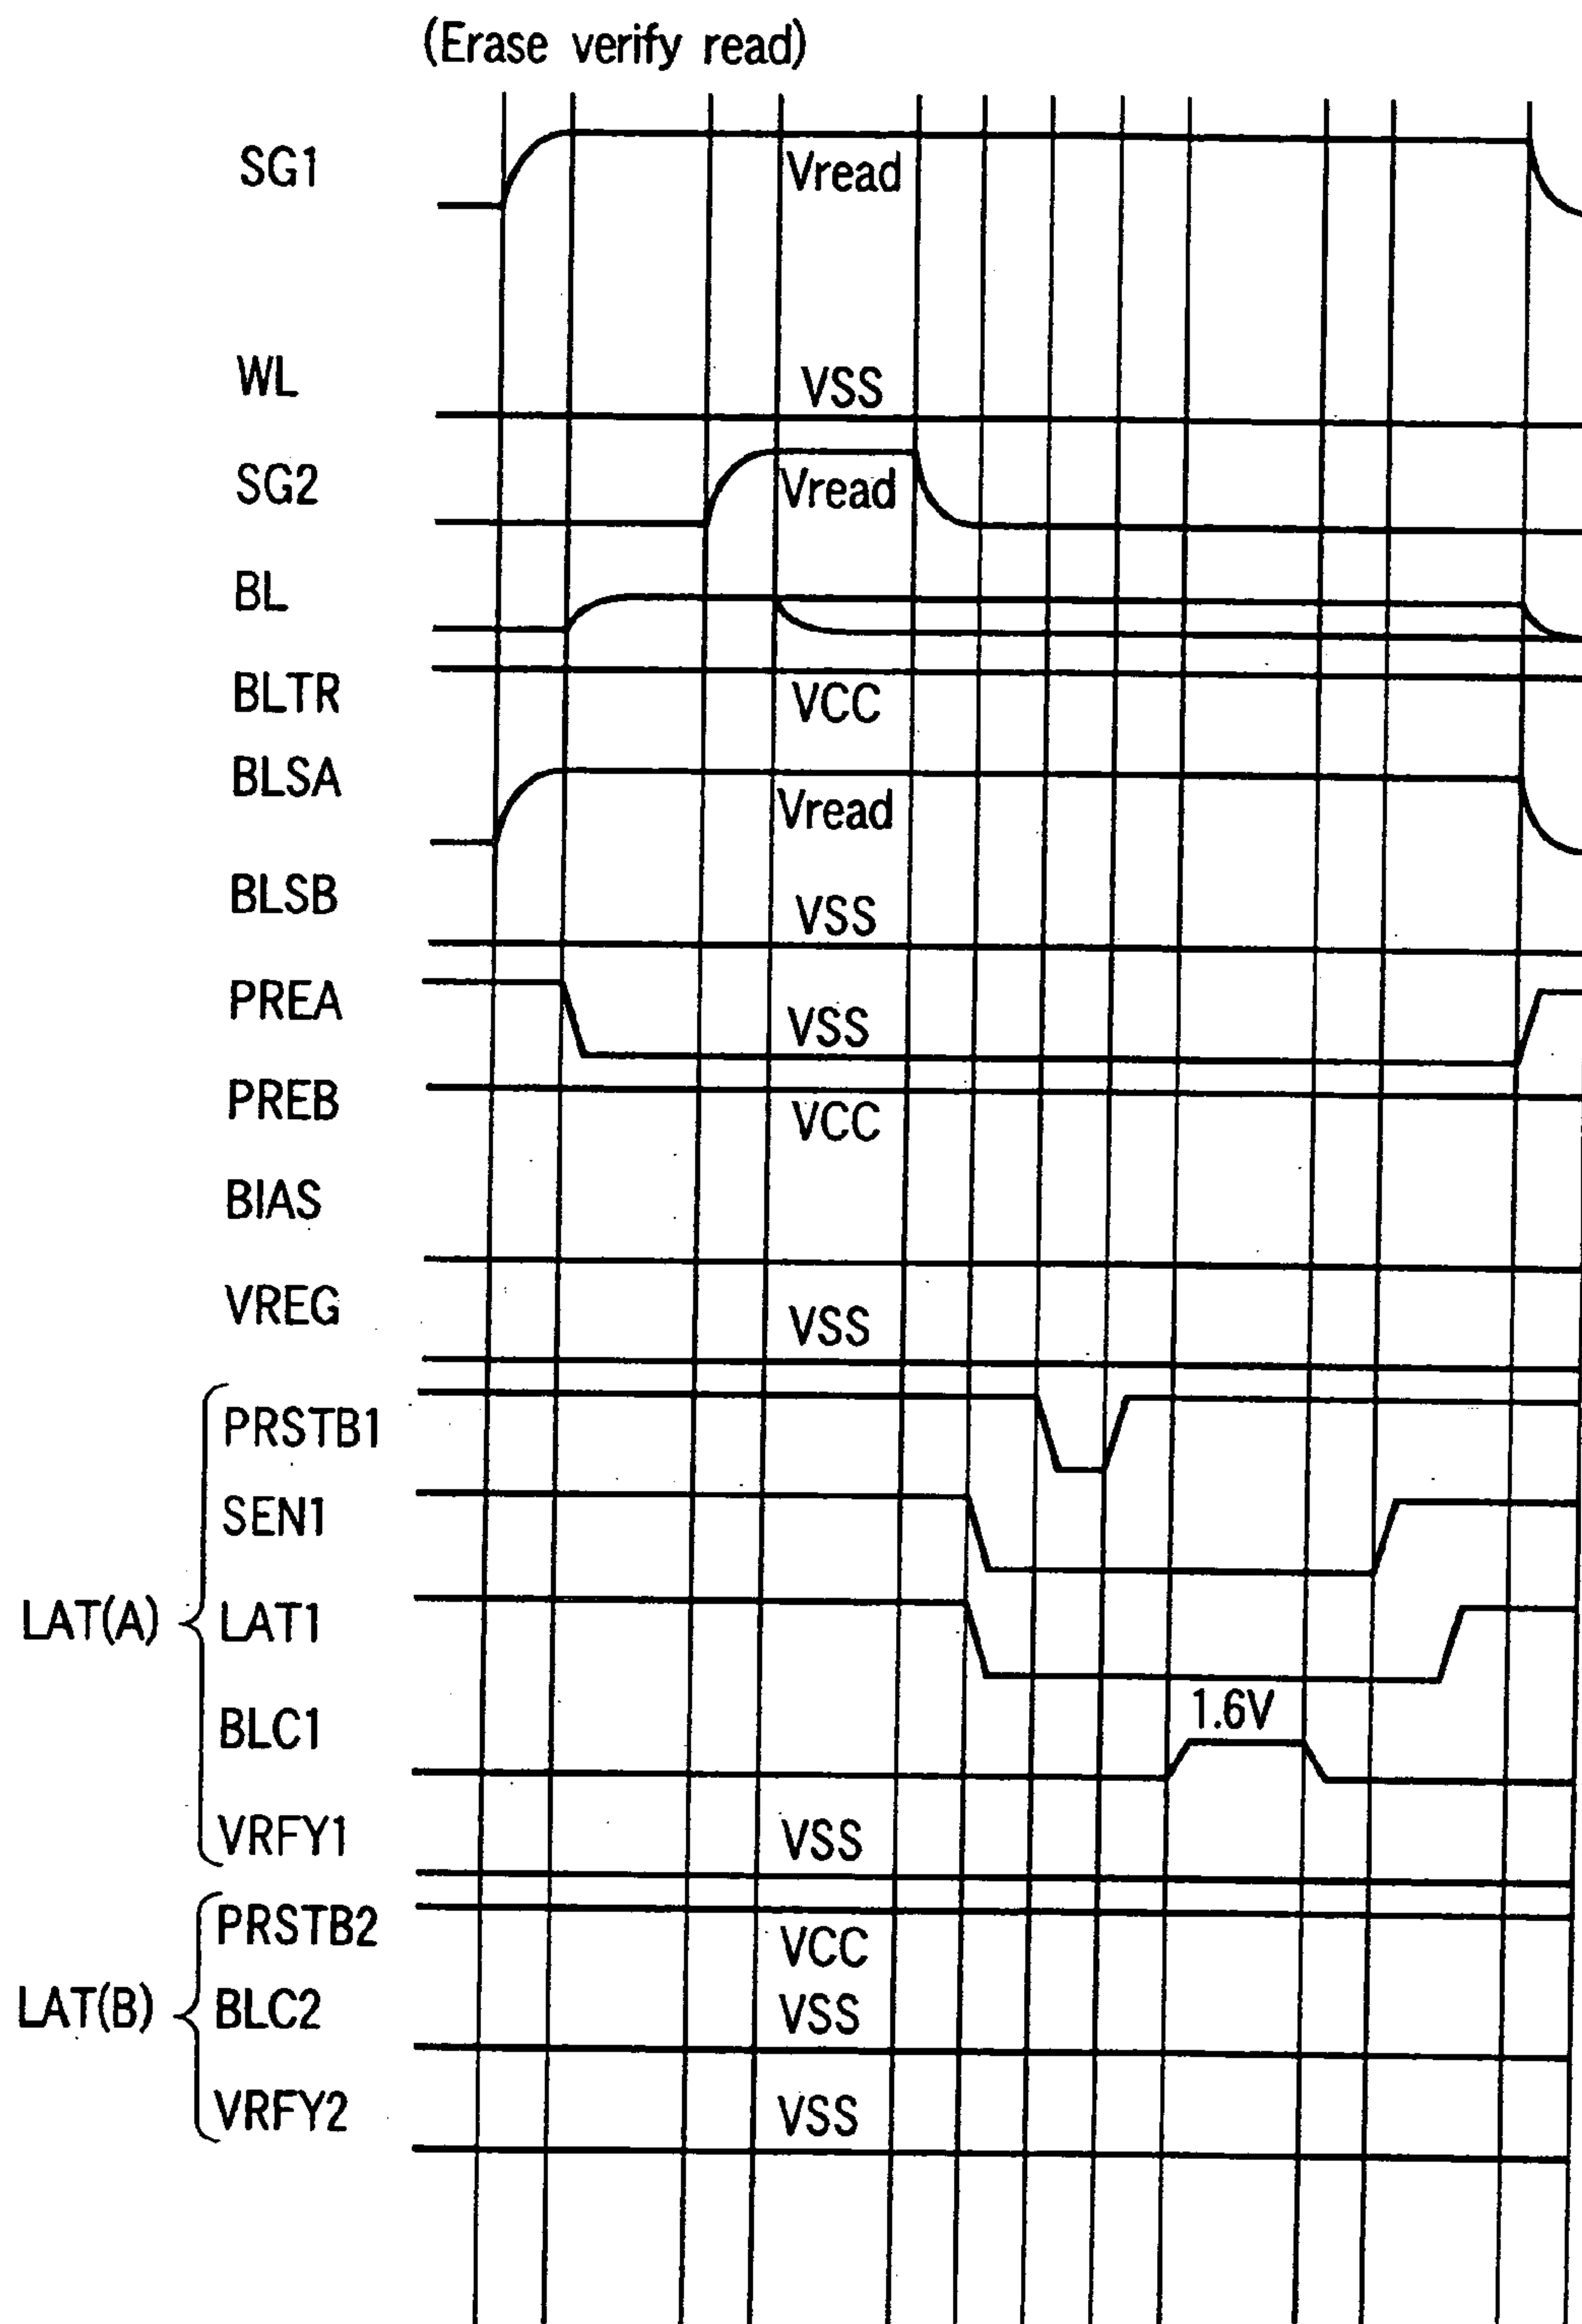 (Erase verify read)
SG1
Vread
WL
VSS
SG2
Vread
BL
BLTR
VCC
BLSA
Vread
BLSB
VSS
PREA
VSS
PREB
VCC
BIAS
VREG
VSS
PRSTB1
SEN1
LAT(A)
LAT1
BLC1
1.6V
VRFY1
VSS
PRSTB2
VCC
LAT(B)
BLC2
VSS
VRFY2
VSS